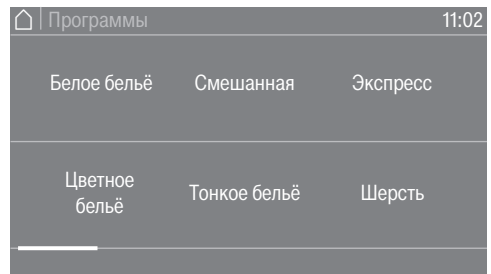 Программы 11:02
Белое бельё Смешанная Экспресс
Цветное бельё Тонкое бельё Шерсть